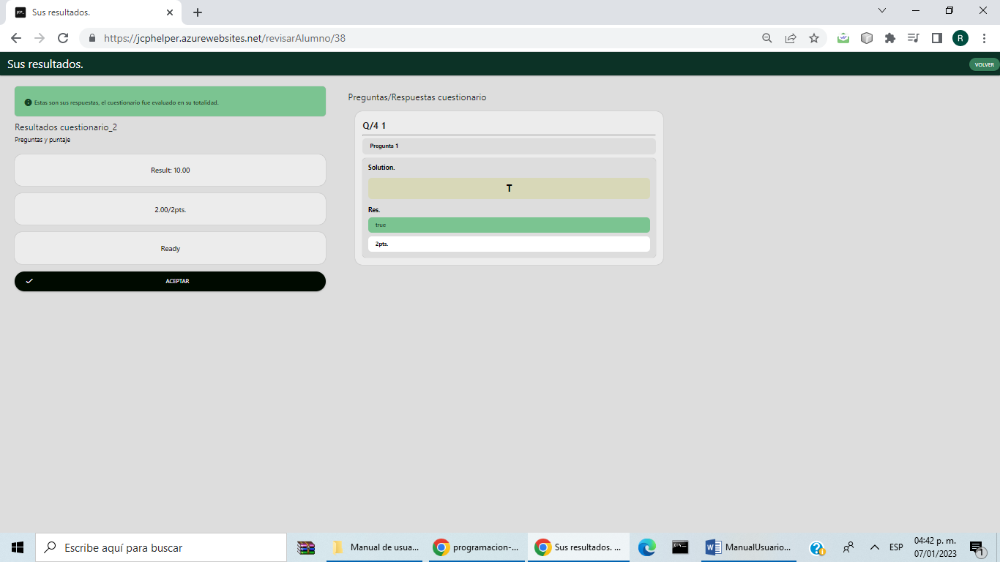 Sus resultados.
https://jcphelper.azurewebsites.net/revisarAlumno/38
R
Sus resultados.
VOLVER
Estas son sus respuestas, el cuestionario fue evaluado en su totalidad.
Resultados cuestionario_2
Preguntas y puntaje
Result: 10.00
2.00/2pts.
Ready
ACEPTAR
Preguntas/Respuestas cuestionario
Q/4 1
Pregunta 1
Solution.
T
Res.
true
2pts.
Escribe aquí para buscar
Manual de usua...
programacion-...
Sus resultados. ...
ManualUsuario...
ESP
04:42 p. m.
07/01/2023
1